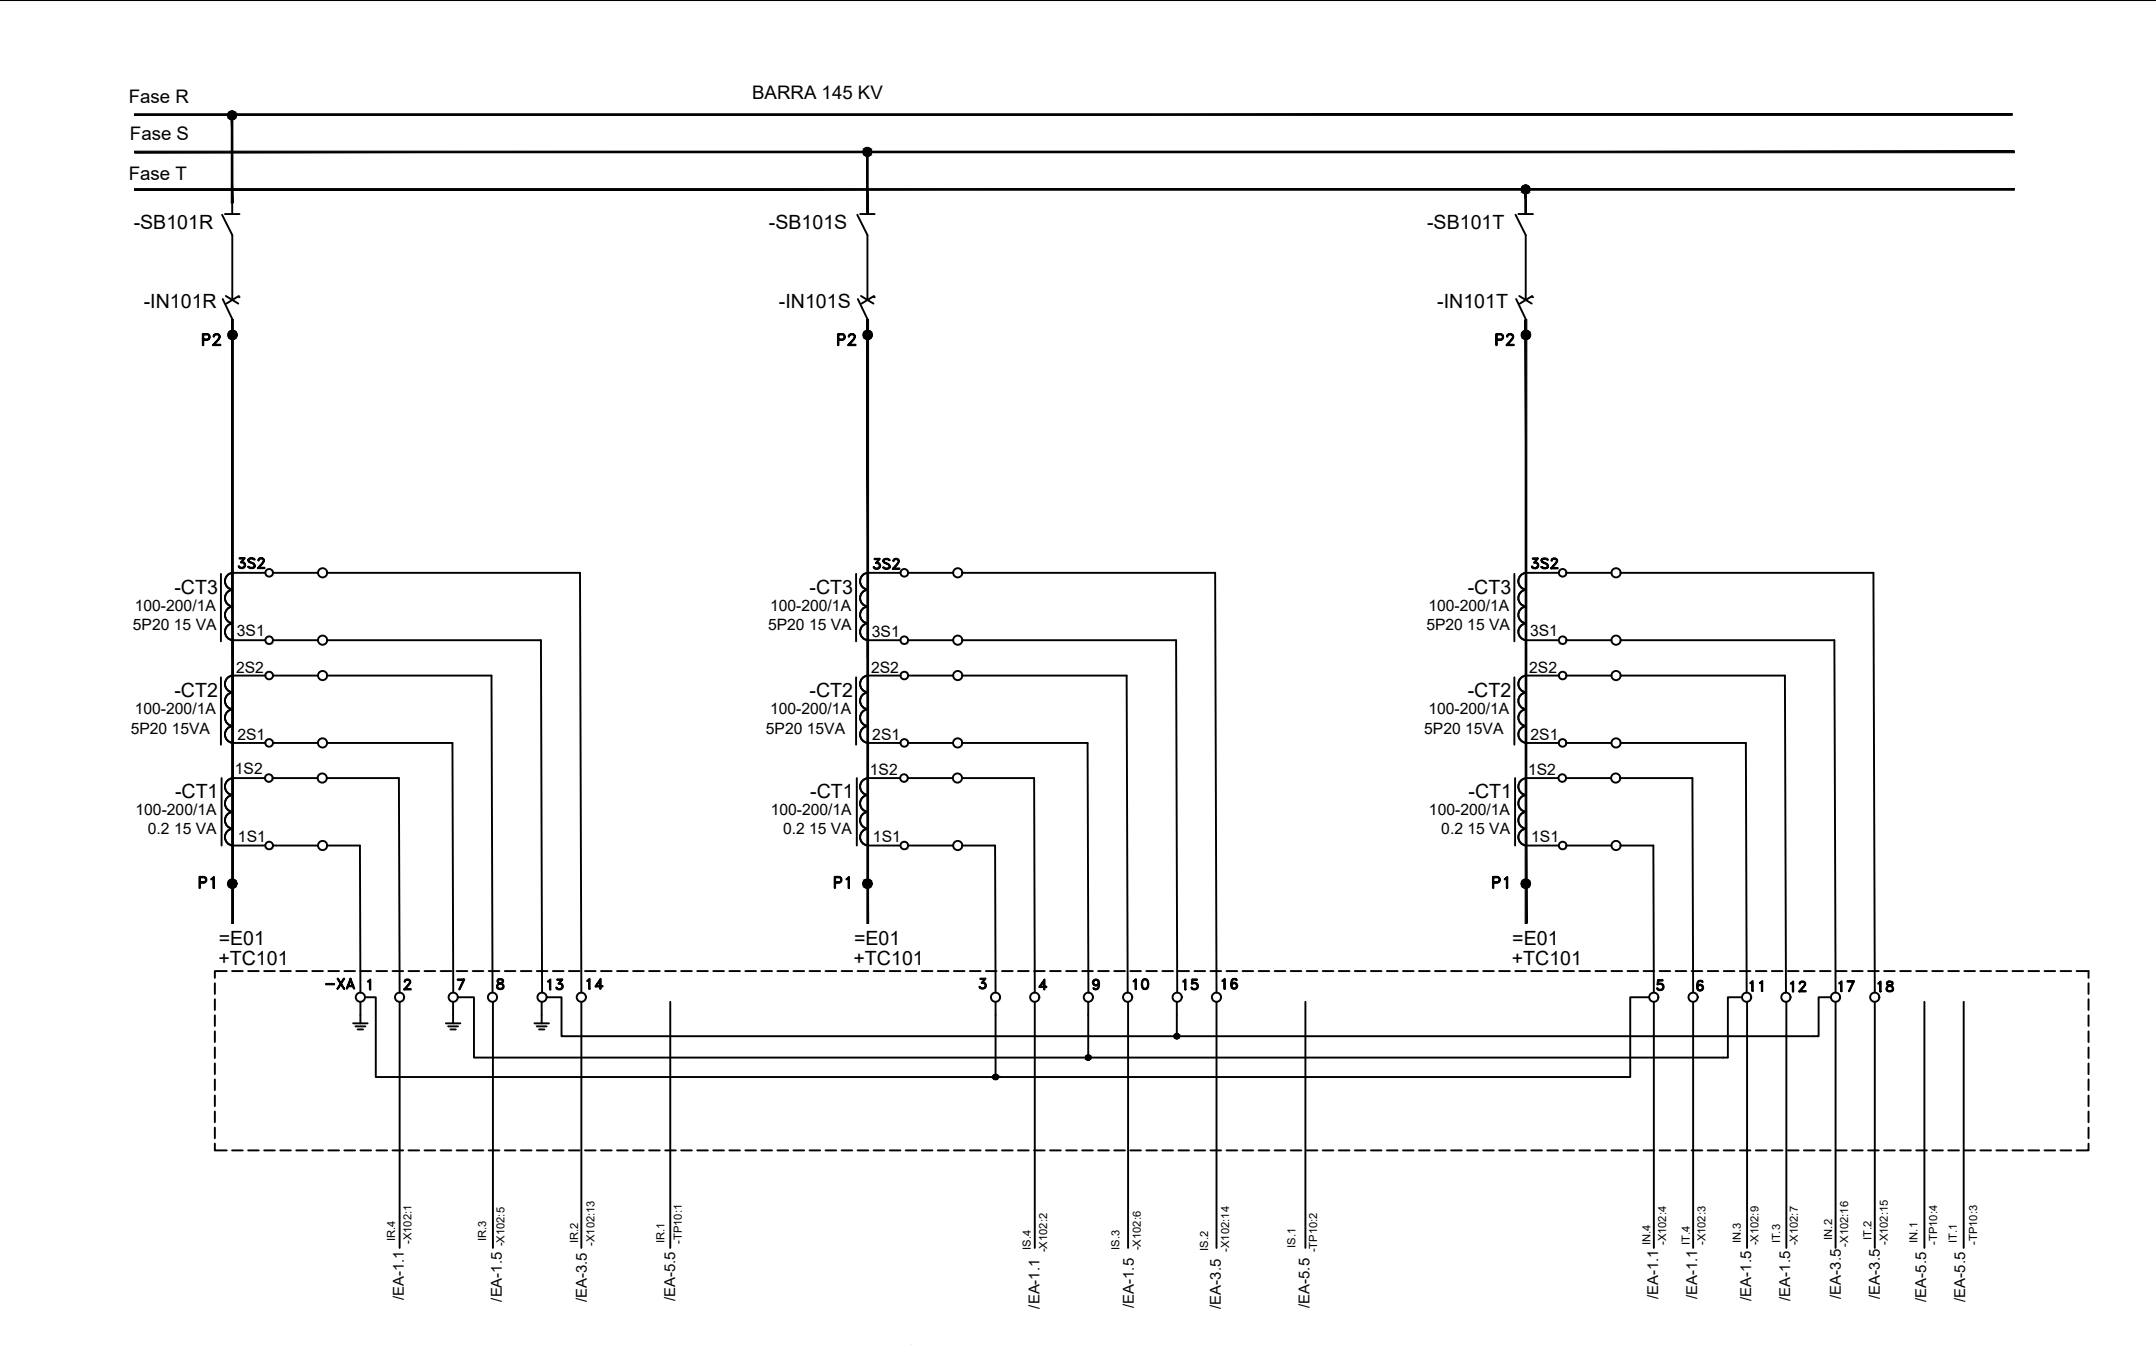 Fase R
BARRA 145 KV
Fase S
Fase T
-SB101R
-SB101S
-SB101T
-IN101R
-IN101S
-IN101T
P2
P2
P2
3S2
-CT3
100-200/1A
5P20 15 VA
3S1
2S2
-CT2
100-200/1A
5P20 15VA
2S1
1S2
-CT1
100-200/1A
0.2 15 VA
1S1
P1
=E01
+TC101
3S2
-CT3
100-200/1A
5P20 15 VA
3S1
2S2
-CT2
100-200/1A
5P20 15VA
2S1
1S2
-CT1
100-200/1A
0.2 15 VA
1S1
P1
=E01
+TC101
3S2
-CT3
100-200/1A
5P20 15 VA
3S1
2S2
-CT2
100-200/1A
5P20 15VA
2S1
1S2
-CT1
100-200/1A
0.2 15 VA
1S1
P1
=E01
+TC101
-XA 1 2 7 8 13 14
3 4 9 10 15 16
5 6 11 12 17 18
IR.4
-X102:1
/EA-1.1
IR.3
-X102:5
/EA-1.5
IR.2
-X102:13
/EA-3.5
IR.1
-TP10:1
/EA-5.5
IS.4
-X102:2
/EA-1.1
IS.3
-X102:6
/EA-1.5
IS.2
-X102:14
/EA-3.5
IS.1
-TP10:2
/EA-5.5
IN.4
-X102:4
/EA-1.1
IT.4
-X102:3
/EA-1.1
IN.3
-X102:9
/EA-1.5
IT.3
-X102:7
/EA-1.5
IN.2
-X102:16
/EA-3.5
IT.2
-X102:15
/EA-3.5
IN.1
-TP10:4
/EA-5.5
IT.1
-TP10:3
/EA-5.5